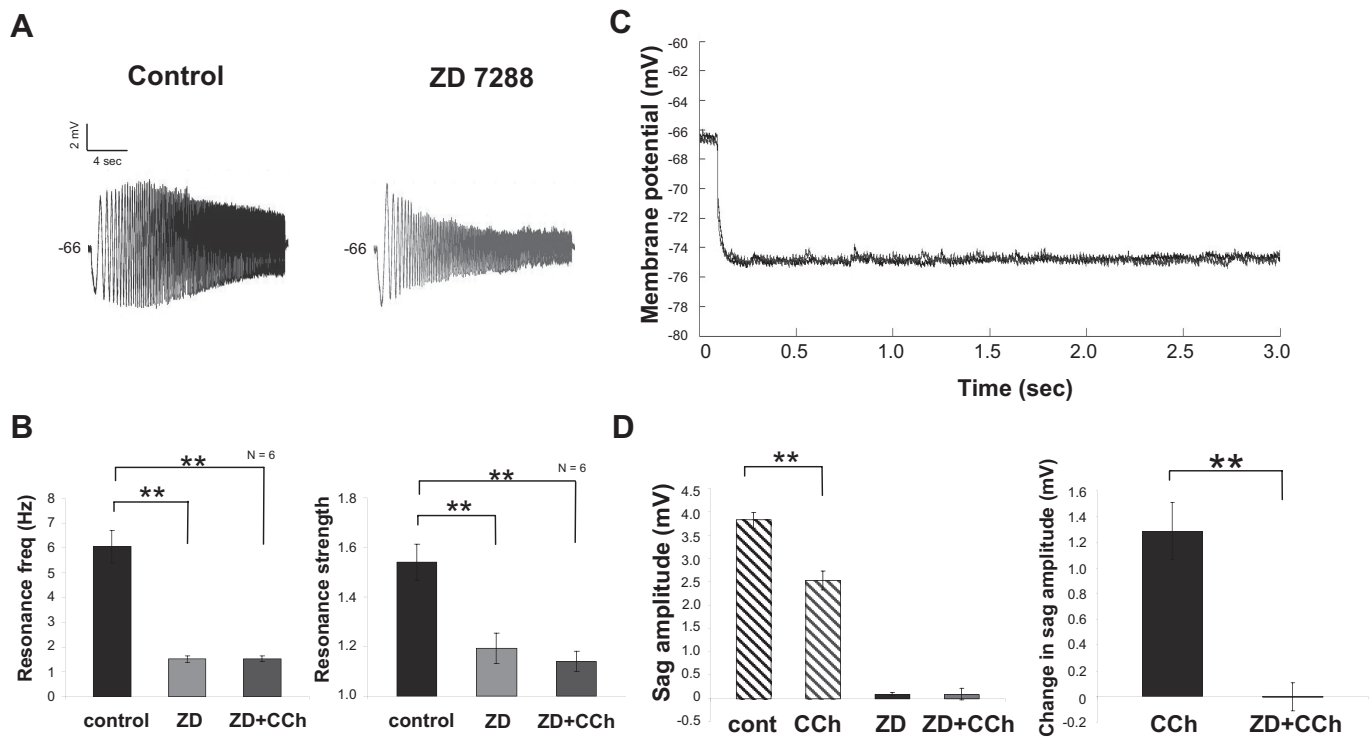 A
Control
ZD 7288
2 mV
4 sec
-66
-66
B
**
N = 6
**
Resonance freq (Hz)
8
7
6
5
4
3
2
1
0
control
ZD
ZD+CCh
**
N = 6
**
Resonance strength
1.8
1.6
1.4
1.2
1.0
control
ZD
ZD+CCh
C
Membrane potential (mV)
-60
-62
-64
-66
-68
-70
-72
-74
-76
-78
-80
0
0.5
1.0
1.5
2.0
2.5
3.0
Time (sec)
D
**
Sag amplitude (mV)
4.5
4.0
3.5
3.0
2.5
2.0
1.5
1.0
0.5
0
-0.5
cont
CCh
ZD
ZD+CCh
**
Change in sag amplitude (mV)
1.6
1.4
1.2
1.0
0.8
0.6
0.4
0.2
0
-0.2
CCh
ZD+CCh